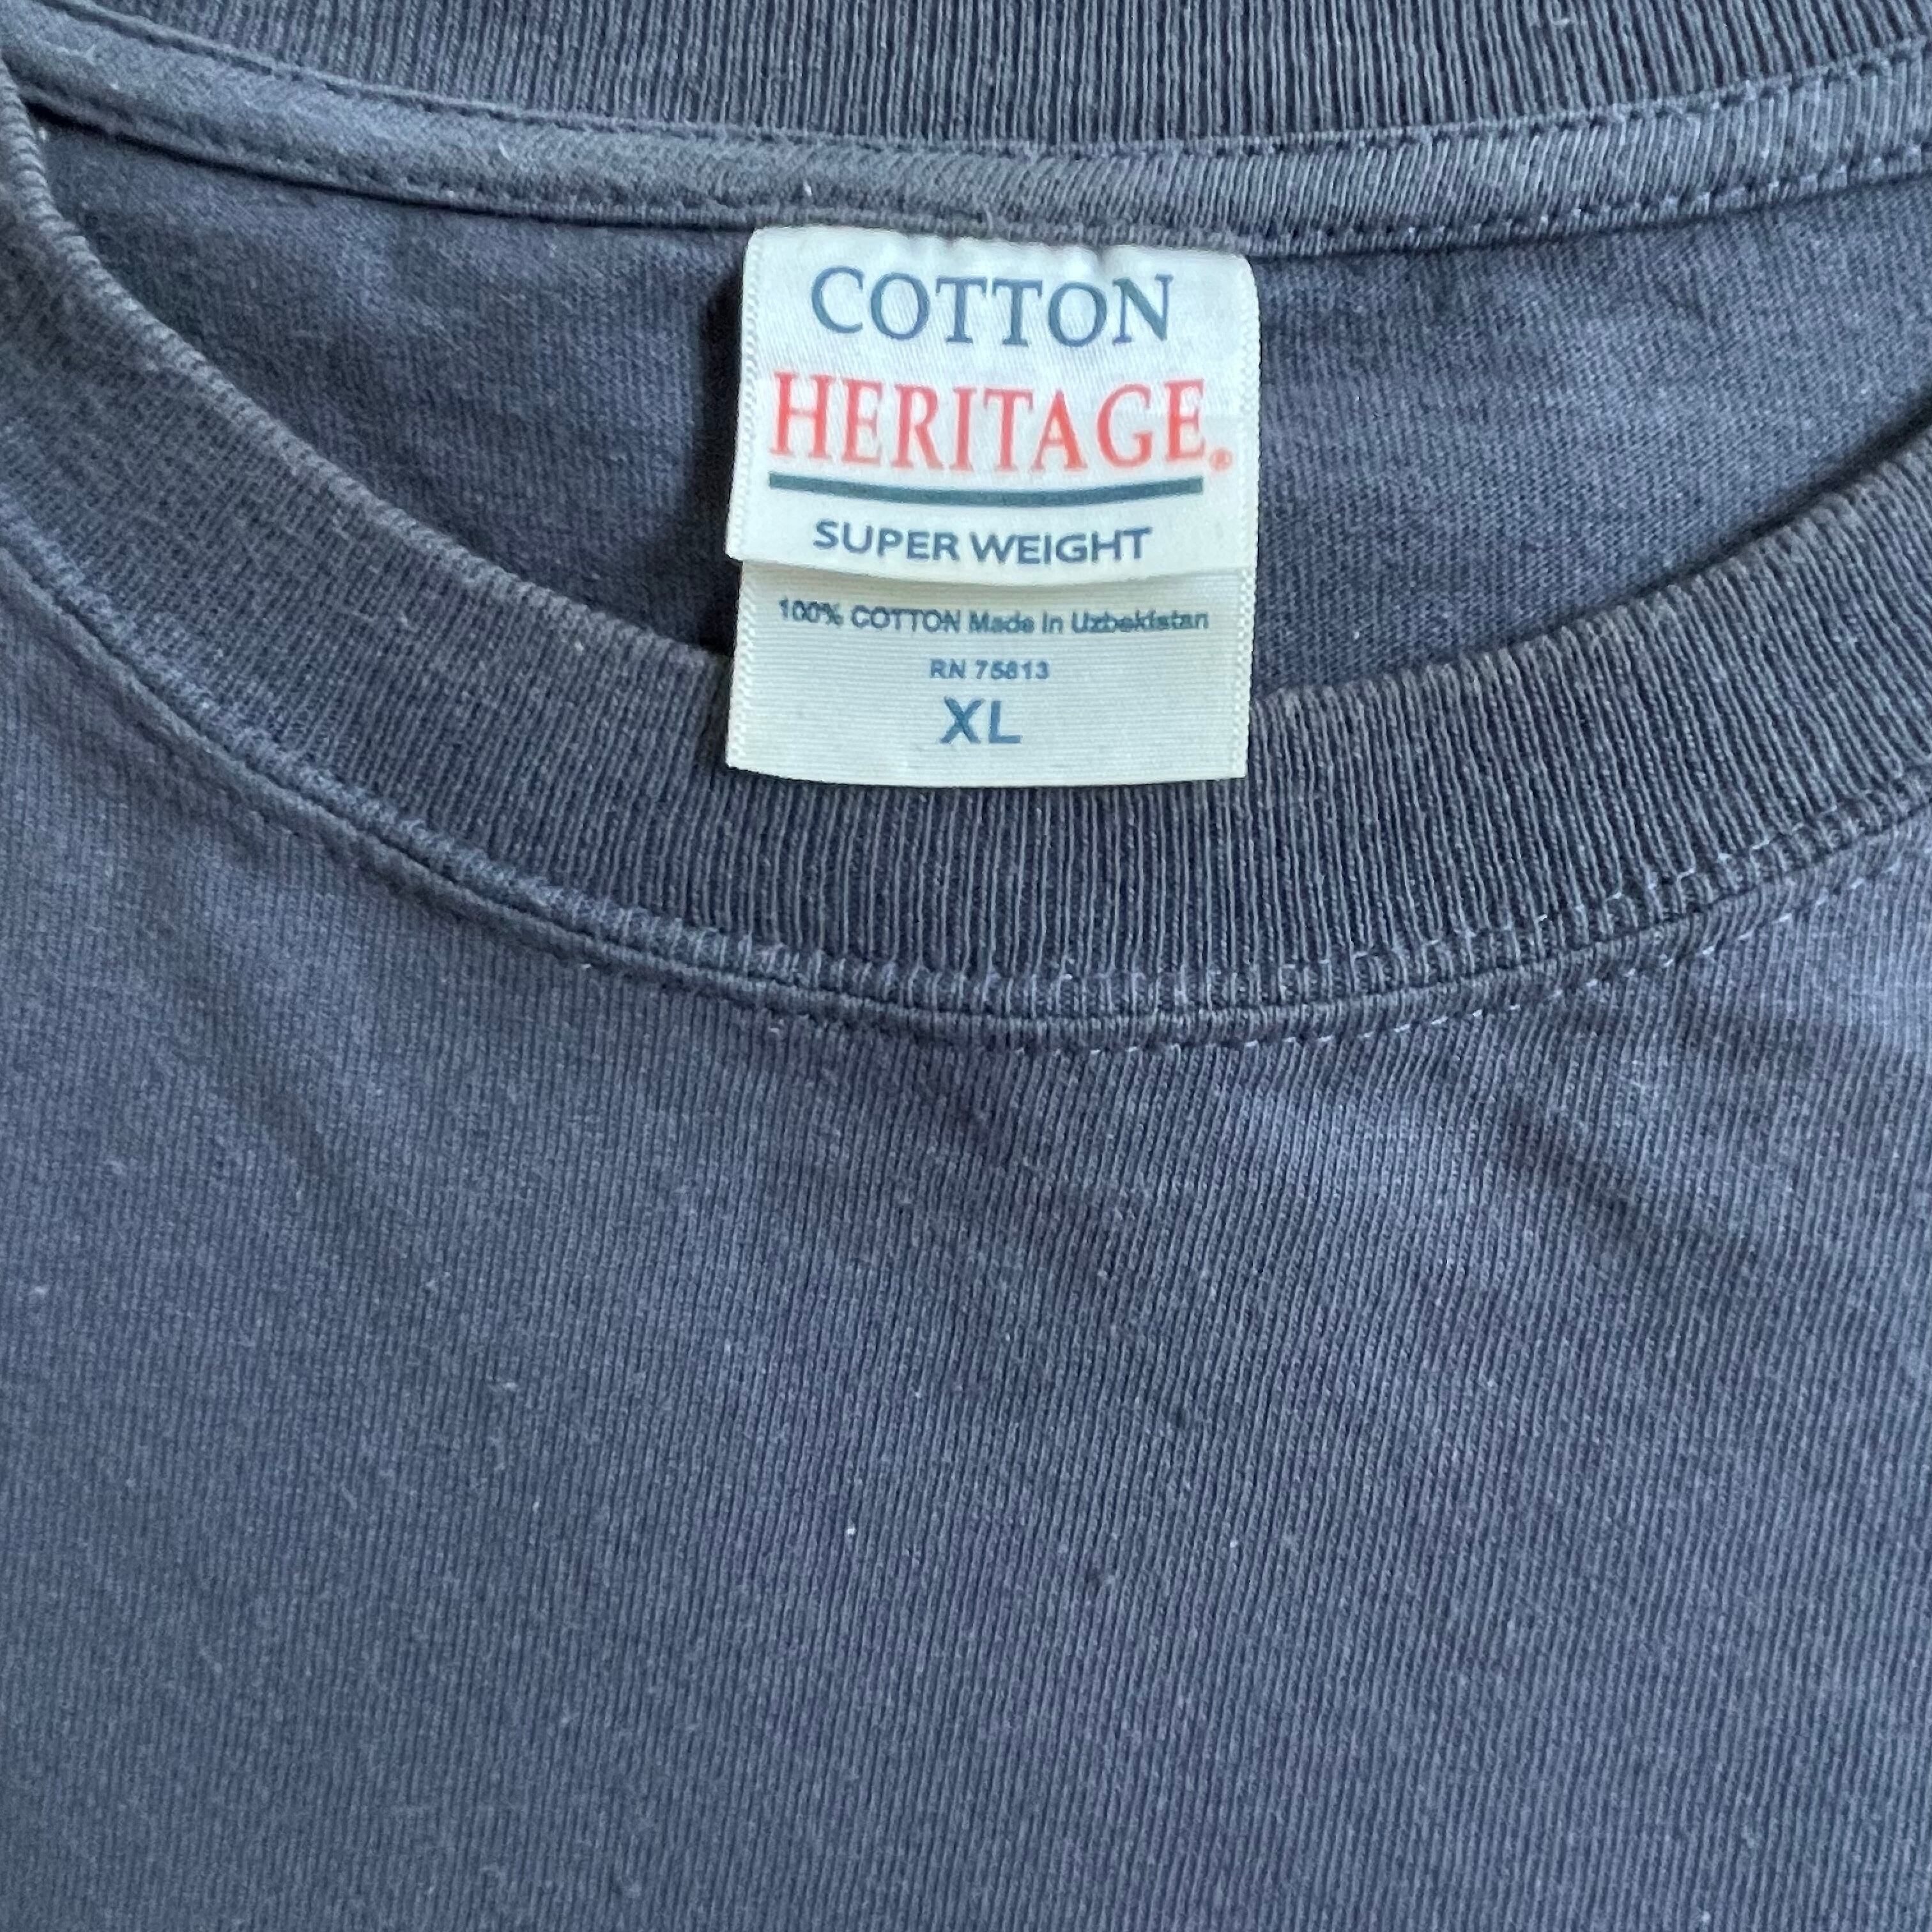 COTTON
HERITAGE®
SUPER WEIGHT
100% COTTON Made In Uzbekistan
RN 75813
XL